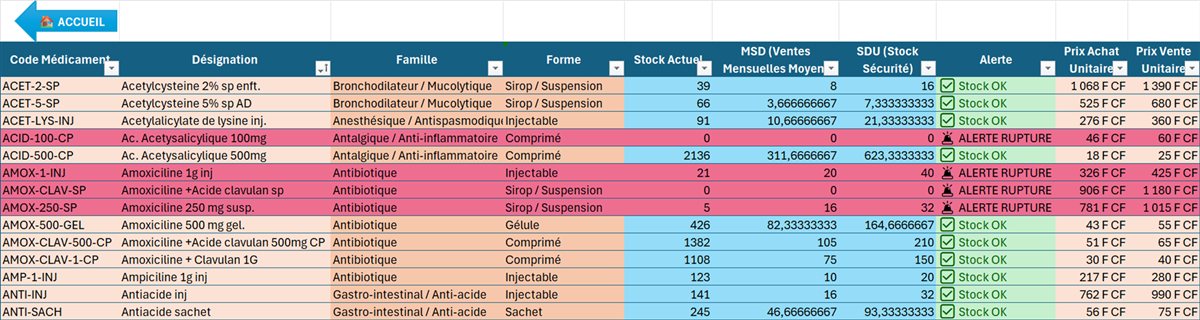 ACCUEIL
Code Médicament Désignation Famille Forme Stock Actuel MSD (Ventes Mensuelles Moyen SDU (Stock Sécurité) Alerte Prix Achat Unitaire Prix Vente Unitaire
ACET-2-SP Acetylcysteine 2% sp enft. Bronchodilateur / Mucolytique Sirop / Suspension 39 8 16 Stock OK 1 068 F CF 1 390 F CF
ACET-5-SP Acetylcysteine 5% sp AD Bronchodilateur / Mucolytique Sirop / Suspension 66 3,666666667 7,333333333 Stock OK 525 F CF 680 F CF
ACET-LYS-INJ Acetylalicylate de lysine inj. Anesthésique / Antispasmodiqu Injectable 91 10,66666667 21,33333333 Stock OK 276 F CF 360 F CF
ACID-100-CP Ac. Acetysalicylique 100mg Antalgique / Anti-inflammatoire Comprimé 0 0 0 ALERTE RUPTURE 46 F CF 60 F CF
ACID-500-CP Ac. Acetysalicylique 500mg Antalgique / Anti-inflammatoire Comprimé 2136 311,6666667 623,3333333 Stock OK 18 F CF 25 F CF
AMOX-1-INJ Amoxiciline 1g inj Antibiotique Injectable 21 20 40 ALERTE RUPTURE 326 F CF 425 F CF
AMOX-CLAV-SP Amoxiciline +Acide clavulan sp Antibiotique Sirop / Suspension 0 0 0 ALERTE RUPTURE 906 F CF 1 180 F CF
AMOX-250-SP Amoxiciline 250 mg susp. Antibiotique Sirop / Suspension 5 16 32 ALERTE RUPTURE 781 F CF 1 015 F CF
AMOX-500-GEL Amoxiciline 500 mg gel. Antibiotique Gélule 426 82,33333333 164,6666667 Stock OK 43 F CF 55 F CF
AMOX-CLAV-500-CP Amoxiciline +Acide clavulan 500mg CP Antibiotique Comprimé 1382 105 210 Stock OK 51 F CF 65 F CF
AMOX-CLAV-1-CP Amoxiciline + Clavulan 1G Antibiotique Comprimé 1108 75 150 Stock OK 30 F CF 40 F CF
AMP-1-INJ Ampiciline 1g inj Antibiotique Injectable 123 10 20 Stock OK 217 F CF 280 F CF
ANTI-INJ Antiacide inj Gastro-intestinal / Anti-acide Injectable 141 16 32 Stock OK 762 F CF 990 F CF
ANTI-SACH Antiacide sachet Gastro-intestinal / Anti-acide Sachet 245 46,66666667 93,33333333 Stock OK 56 F CF 75 F CF